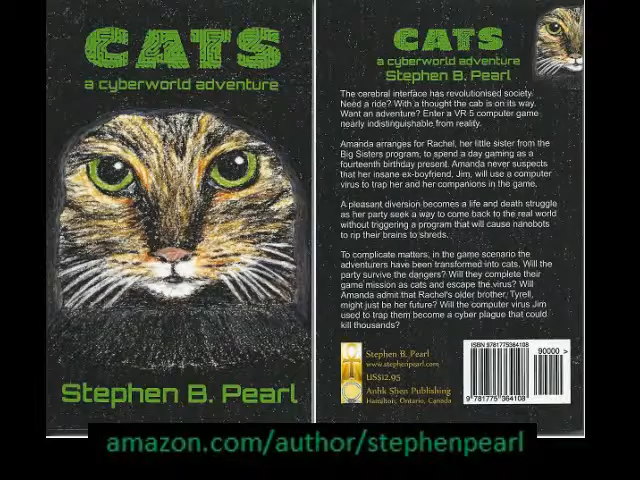 CATS
a cyberworld adventure
Stephen B. Pearl
CATS
a cyberworld adventure
Stephen B. Pearl
The cerebral interface has revolutionised society.
Need a ride? With a thought the cab is on its way.
Want an adventure? Enter a VR 5 computer game
nearly indistinguishable from reality.
Amanda arranges for Rachel, her little sister from the
Big Sisters program, to spend a day gaming as a
fourteenth birthday present. Amanda never suspects
that her insane ex-boyfriend, Jim, will use a computer
virus to trap her and her companions in the game.
A pleasant diversion becomes a life and death struggle
as her party seek a way to come back to the real world
without triggering a program that will cause nanobots
to rip their brains to shreds.
To complicate matters, in the game scenario the
adventurers have been transformed into cats. Will the
party survive the dangers? Will they complete their
game mission as cats and escape the virus? Will
Amanda admit that Rachel's older brother, Tyrell,
might just be her future? Will the computer virus Jim
used to trap them become a cyber plague that could
kill thousands?
Stephen B. Pearl
www.stephenpearl.com
US$12.95
Anhk Shen Publishing
Hamilton, Ontario, Canada
ISBN 9781775364108
90000 >
9 781775 364108
amazon.com/author/stephenpearl